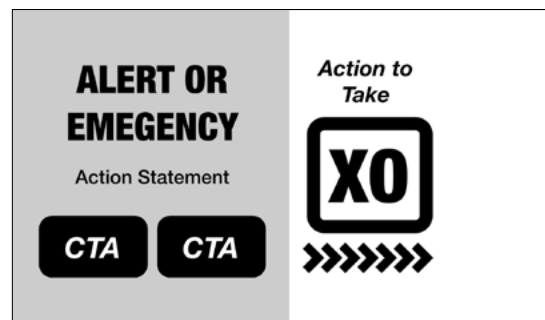 ALERT OR
EMEGENCY
Action Statement
CTA CTA
Action to
Take
XO